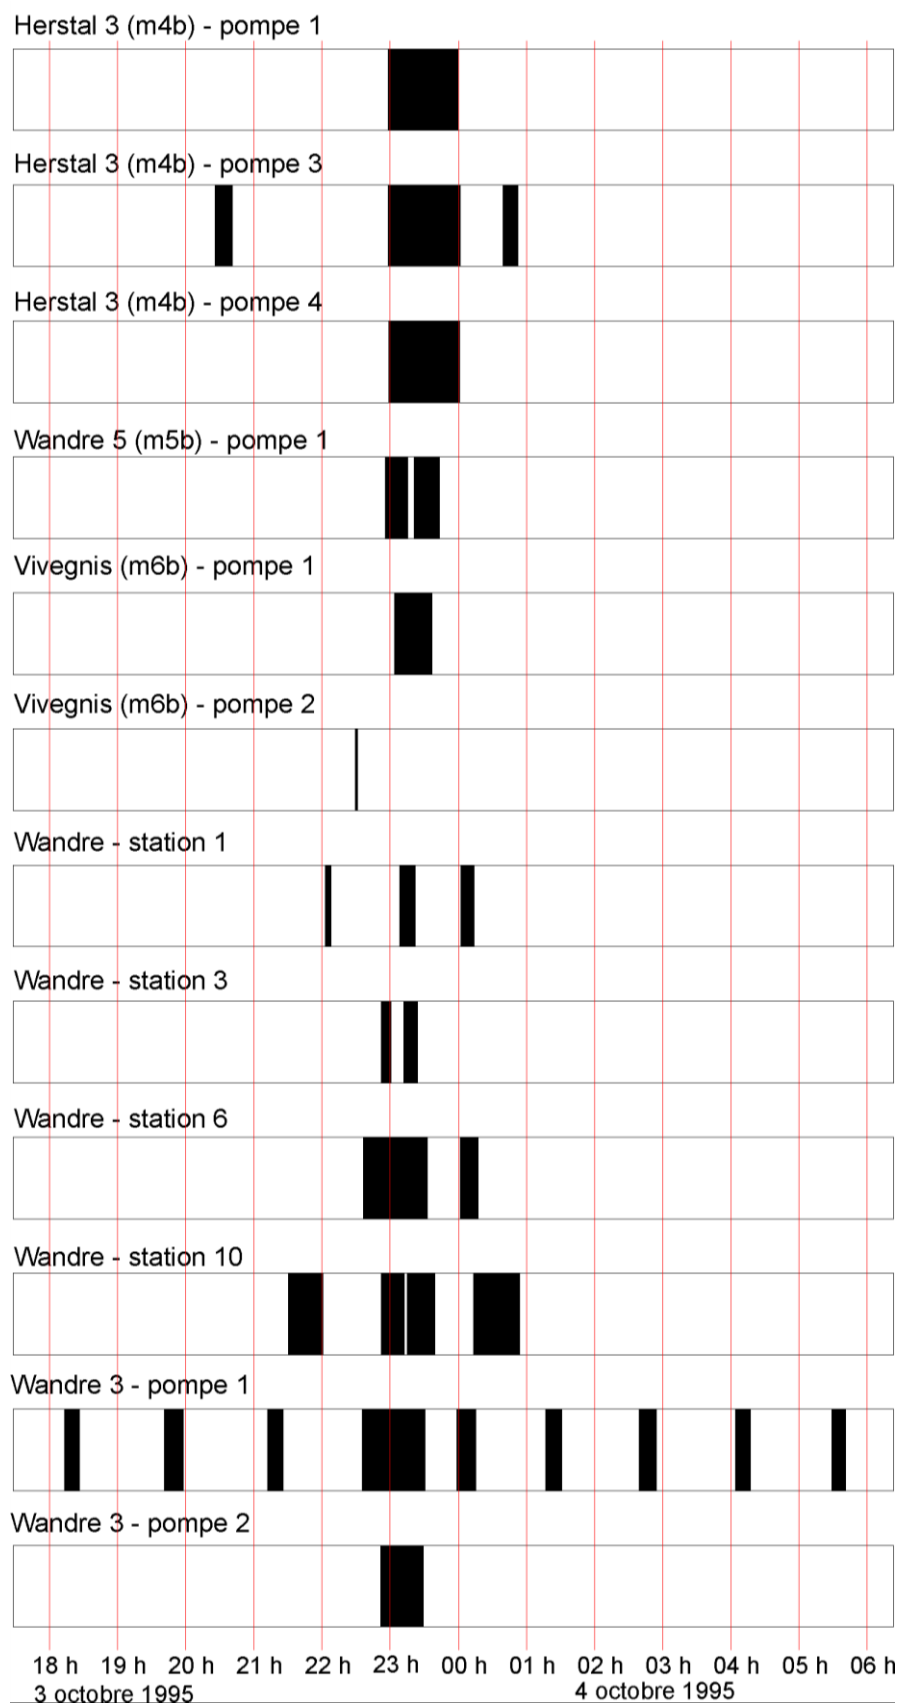 Herstal 3 (m4b) - pompe 1
Herstal 3 (m4b) - pompe 3
Herstal 3 (m4b) - pompe 4
Wandre 5 (m5b) - pompe 1
Vivegnis (m6b) - pompe 1
Vivegnis (m6b) - pompe 2
Wandre - station 1
Wandre - station 3
Wandre - station 6
Wandre - station 10
Wandre 3 - pompe 1
Wandre 3 - pompe 2
18 h 19 h 20 h 21 h 22 h 23 h 00 h 01 h 02 h 03 h 04 h 05 h 06 h
3 octobre 1995 4 octobre 1995